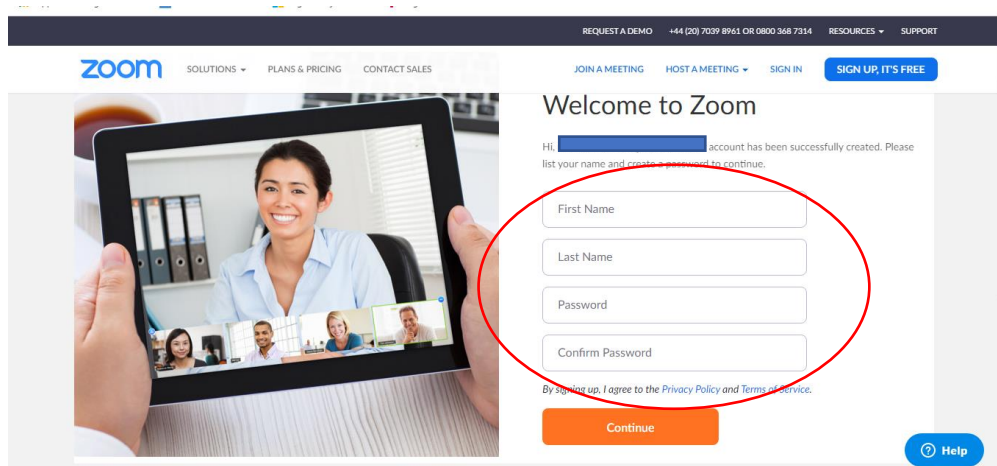 REQUEST A DEMO +44 (20) 7039 8961 OR 0800 368 7314 RESOURCES SUPPORT
zoom SOLUTIONS PLANS & PRICING CONTACT SALES JOIN A MEETING HOST A MEETING SIGN IN SIGN UP, IT'S FREE
Welcome to Zoom
Hi, account has been successfully created. Please
list your name and create a password to continue.
First Name
Last Name
Password
Confirm Password
By signing up, I agree to the Privacy Policy and Terms of Service.
Continue
Help